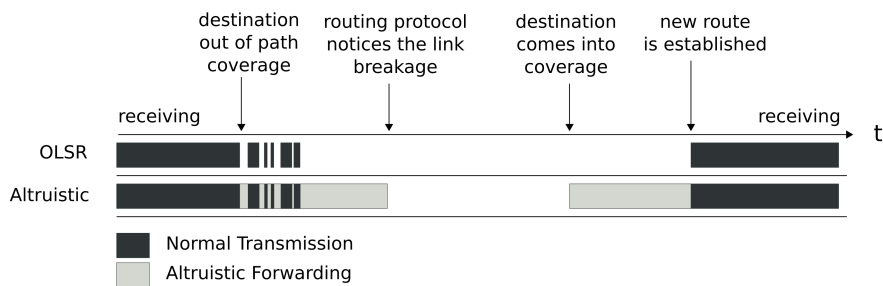 destination
out of path
coverage
routing protocol
notices the link
breakage
destination
comes into
coverage
new route
is established
receiving
receiving
t
OLSR
Altruistic
Normal Transmission
Altruistic Forwarding